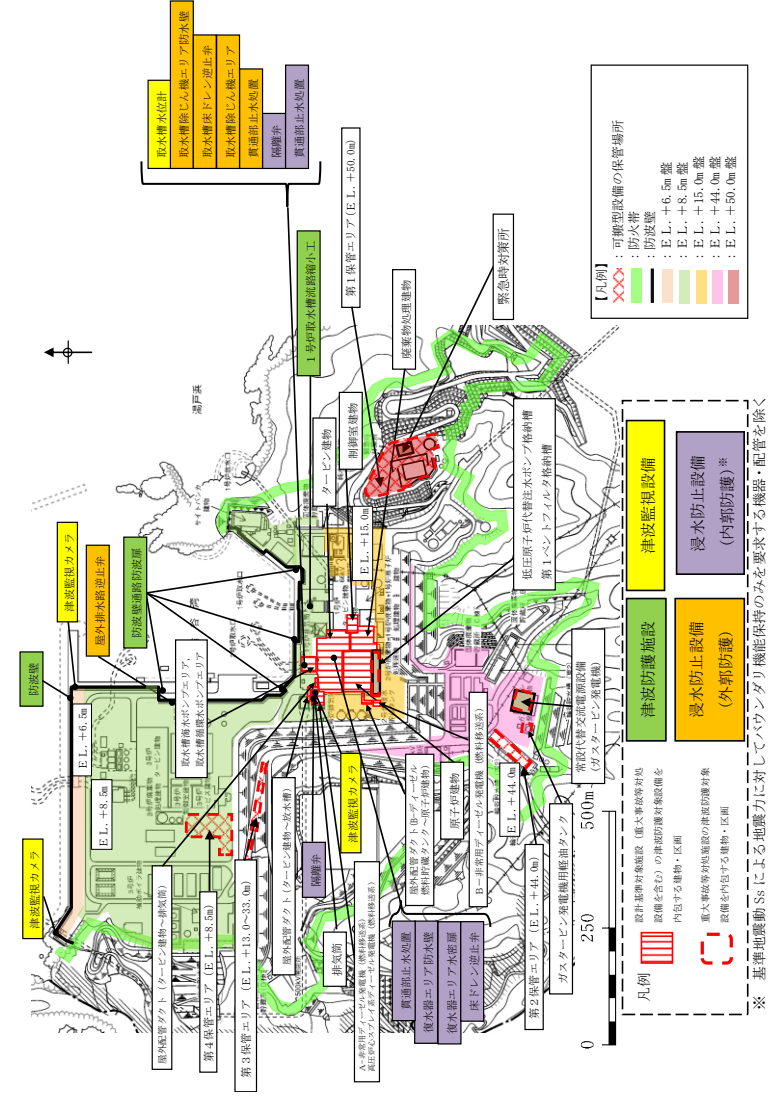 津波監視カメラ
防波壁
津波監視カメラ
屋外排水路逆止弁
防波壁通路防波扉
取水槽水位計
取水槽除じん機エリア防水壁
取水槽床ドレン逆止弁
取水槽除じん機エリア
貫通部止水処置
隔離弁
貫通部止水処置
湯戸浜
1号炉取水槽流路縮小工
EL.+6.5m
EL.+8.5m
取水槽海水ポンプエリア,
取水槽循環水ポンプエリア
タービン建物
制御室建物
第1保管エリア(EL.+50.0m)
廃棄物処理建物
緊急時対策所
EL.+15.0m
屋外配管ダクト(タービン建物~排気筒)
第4保管エリア(EL.+8.5m)
第3保管エリア(EL.+13.0~33.0m)
屋外配管ダクト(タービン建物~放水槽)
隔離弁
排気筒
津波監視カメラ
A-非常用ディーゼル発電機(燃料移送系)
高圧炉心スプレイ系ディーゼル発電機(燃料移送系)
貫通部止水処置
復水器エリア防水壁
復水器エリア水密扉
床ドレン逆止弁
屋外配管ダクト(B-ディーゼル
燃料貯蔵タンク~原子炉建物)
原子炉建物
B-非常用ディーゼル発電機(燃料移送系)
低圧原子炉代替注水ポンプ格納槽
第1ベントフィルタ格納槽
EL.+44.0m
第2保管エリア(EL.+44.0m)
ガスタービン発電機用軽油タンク
常設代替交流電源設備
(ガスタービン発電機)
【凡例】
:可搬型設備の保管場所
:防火帯
:防波壁
:EL.+6.5m盤
:EL.+8.5m盤
:EL.+15.0m盤
:EL.+44.0m盤
:EL.+50.0m盤
0
250
500m
凡例
設計基準対象施設(重大事故等対処
設備を含む)の津波防護対象設備を
内包する建物・区画
重大事故等対処施設の津波防護対象
設備を内包する建物・区画
津波防護施設
津波監視設備
浸水防止設備
(外郭防護)
浸水防止設備
(内郭防護)※
※ 基準地震動Ssによる地震力に対してバウンダリ機能保持のみを要求する機器・配管を除く